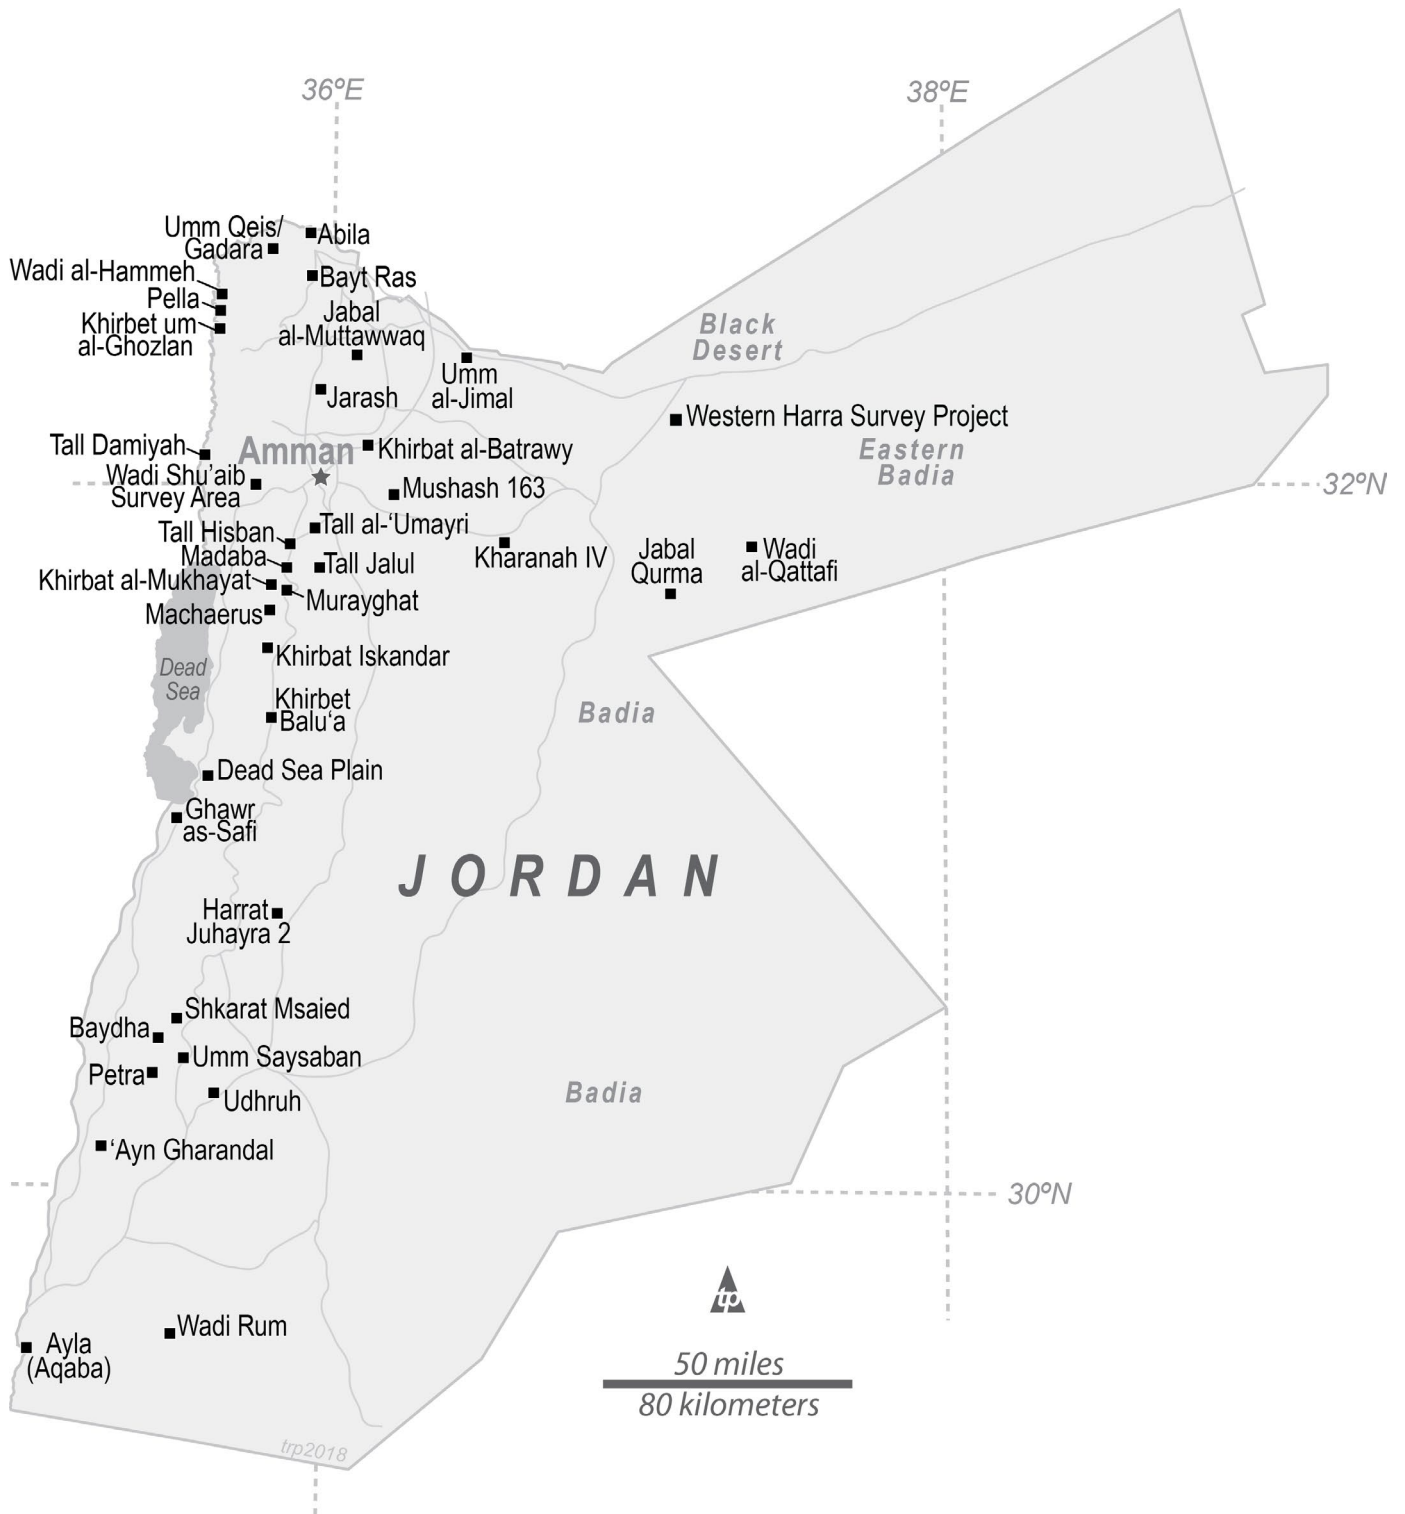 36ºE
38ºE
Umm Qeis/
Gadara
Abila
Wadi al-Hammeh
Bayt Ras
Pella
Khirbet um
al-Ghozlan
Jabal
al-Muttawwaq
Black
Desert
Umm
al-Jimal
Jarash
Western Harra Survey Project
Eastern
Badia
Tall Damiyah
Amman
Khirbat al-Batrawy
Wadi Shu’aib
Survey Area
Mushash 163
32ºN
Tall Hisban
Tall al-‘Umayri
Madaba
Tall Jalul
Kharanah IV
Jabal
Qurma
Wadi
al-Qattafi
Khirbat al-Mukhayat
Murayghat
Machaerus
Khirbat Iskandar
Dead
Sea
Khirbet
Balu‘a
Badia
Dead Sea Plain
Ghawr
as-Safi
JORDAN
Harrat
Juhayra 2
Shkarat Msaied
Baydha
Umm Saysaban
Petra
Udhruh
Badia
‘Ayn Gharandal
30ºN
tp
Wadi Rum
Ayla
(Aqaba)
50 miles
80 kilometers
trp2018